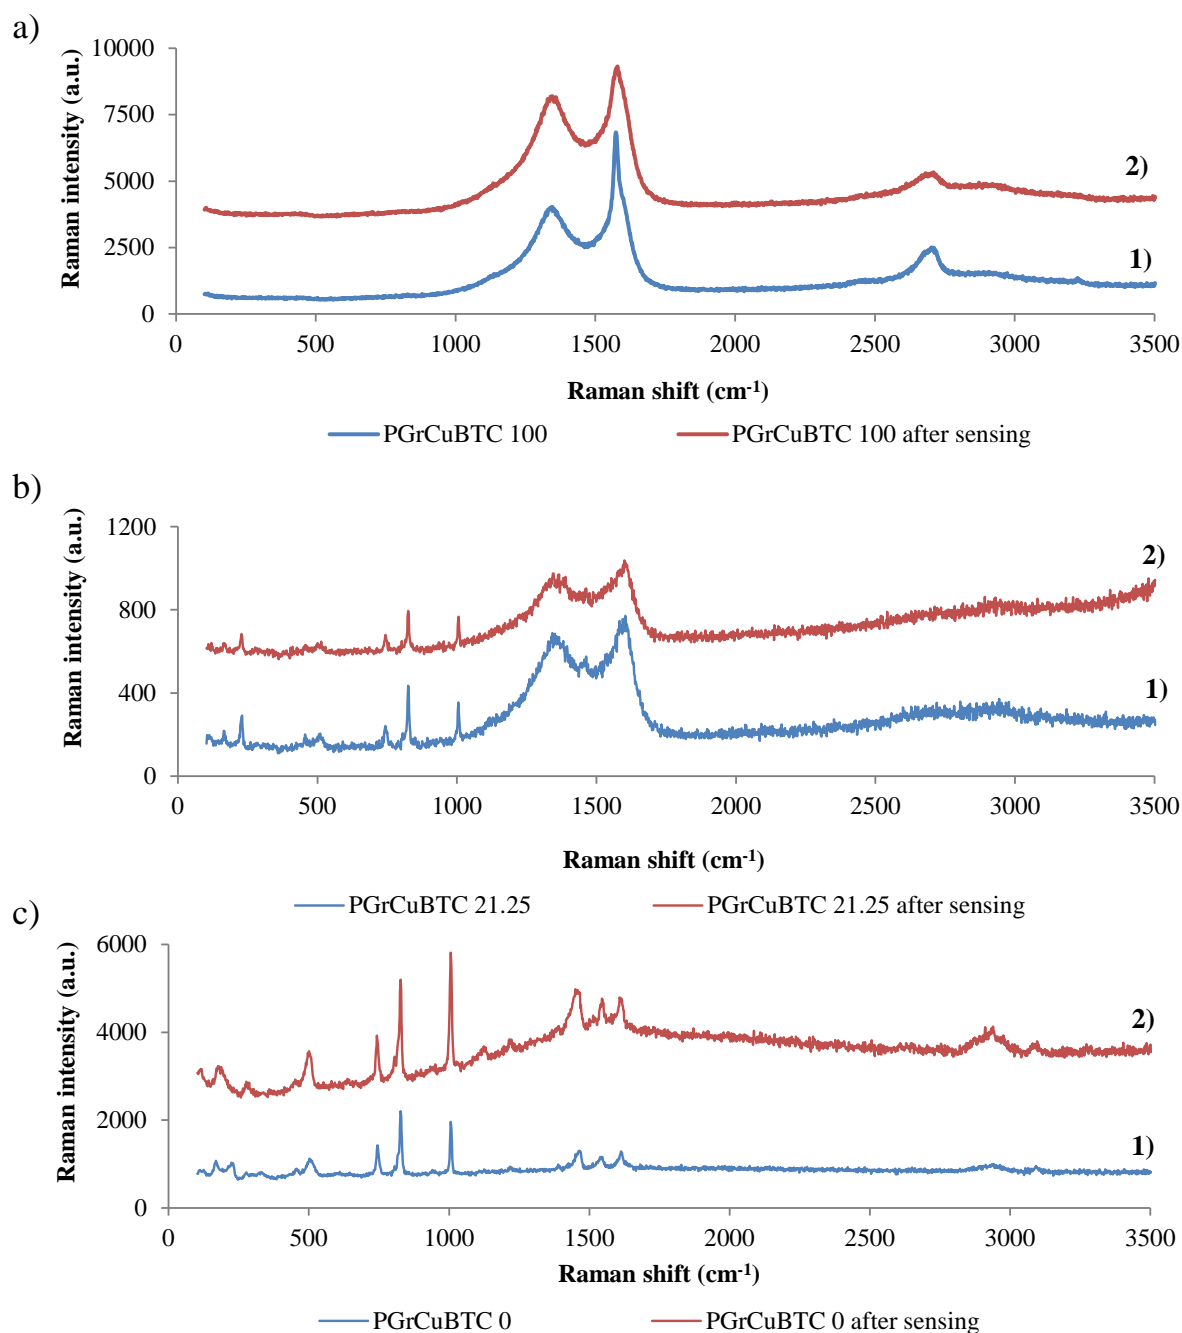 a)
Raman intensity (a.u.)
10000
7500
5000
2500
0
2)
1)
0 500 1000 1500 2000 2500 3000 3500
Raman shift (cm-1)
PGrCuBTC 100 PGrCuBTC 100 after sensing
b)
Raman intensity (a.u.)
1200
800
400
0
2)
1)
0 500 1000 1500 2000 2500 3000 3500
Raman shift (cm-1)
PGrCuBTC 21.25 PGrCuBTC 21.25 after sensing
c)
Raman intensity (a.u.)
6000
4000
2000
0
2)
1)
0 500 1000 1500 2000 2500 3000 3500
Raman shift (cm-1)
PGrCuBTC 0 PGrCuBTC 0 after sensing